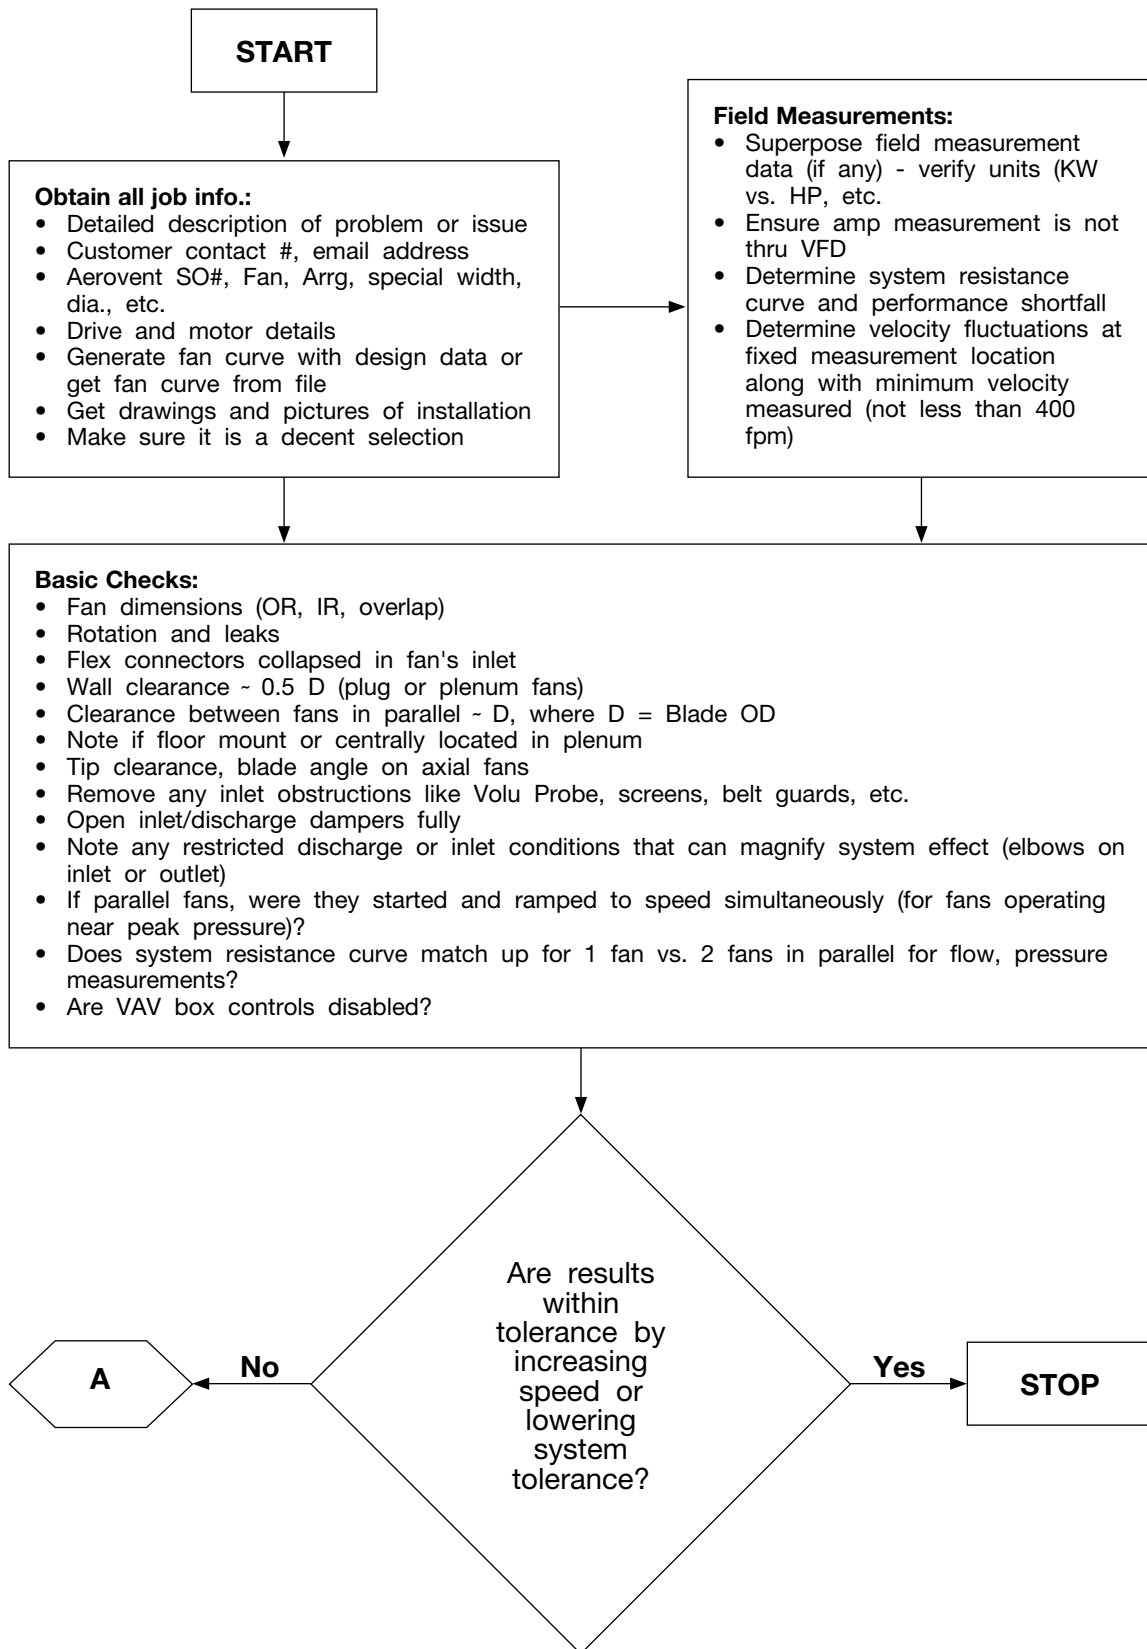 START
Obtain all job info.:
• Detailed description of problem or issue
• Customer contact #, email address
• Aerovent SO#, Fan, Arrg, special width,
dia., etc.
• Drive and motor details
• Generate fan curve with design data or
get fan curve from file
• Get drawings and pictures of installation
• Make sure it is a decent selection
Field Measurements:
• Superpose field measurement
data (if any) - verify units (KW
vs. HP, etc.
• Ensure amp measurement is not
thru VFD
• Determine system resistance
curve and performance shortfall
• Determine velocity fluctuations at
fixed measurement location
along with minimum velocity
measured (not less than 400
fpm)
Basic Checks:
• Fan dimensions (OR, IR, overlap)
• Rotation and leaks
• Flex connectors collapsed in fan's inlet
• Wall clearance ~ 0.5 D (plug or plenum fans)
• Clearance between fans in parallel ~ D, where D = Blade OD
• Note if floor mount or centrally located in plenum
• Tip clearance, blade angle on axial fans
• Remove any inlet obstructions like Volu Probe, screens, belt guards, etc.
• Open inlet/discharge dampers fully
• Note any restricted discharge or inlet conditions that can magnify system effect (elbows on
inlet or outlet)
• If parallel fans, were they started and ramped to speed simultaneously (for fans operating
near peak pressure)?
• Does system resistance curve match up for 1 fan vs. 2 fans in parallel for flow, pressure
measurements?
• Are VAV box controls disabled?
Are results
within
tolerance by
increasing
speed or
lowering
system
tolerance?
A
No
Yes
STOP